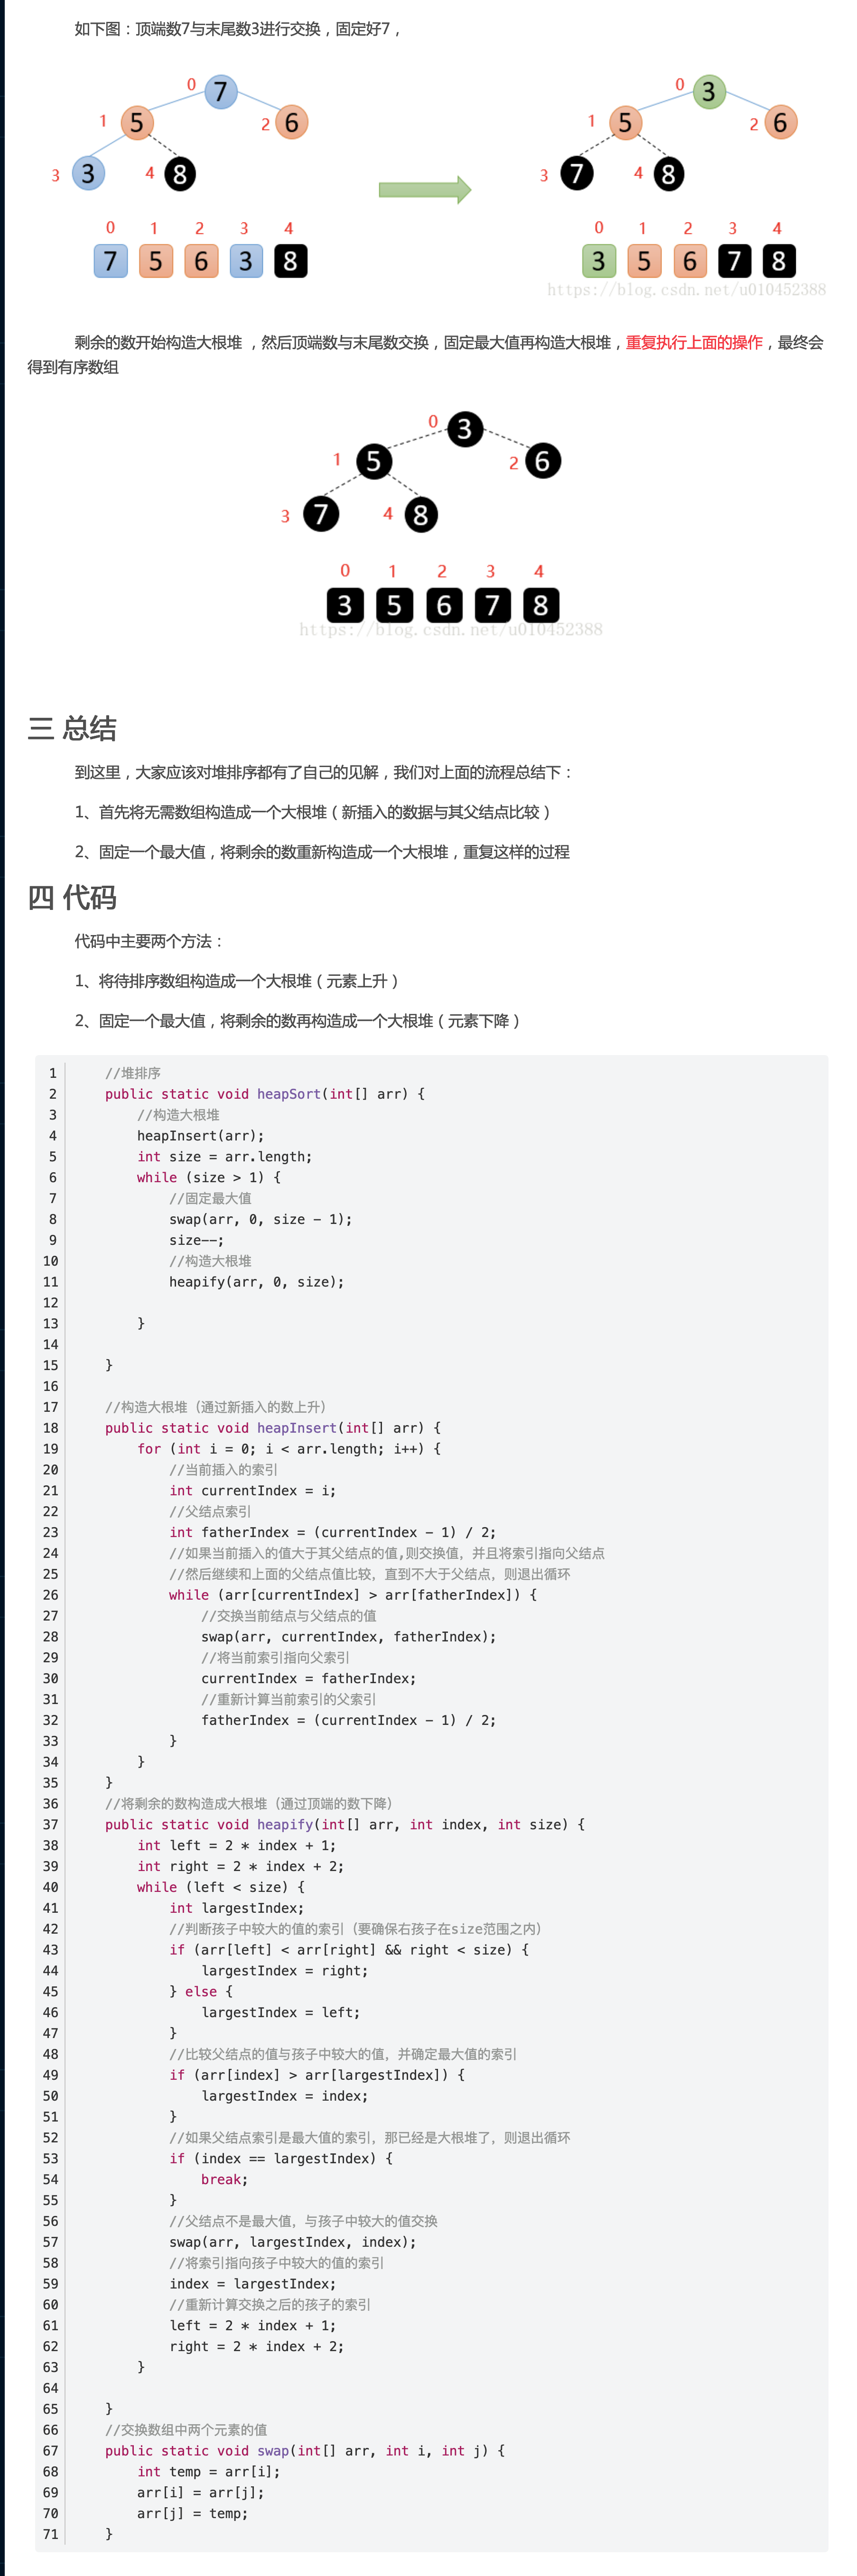 如下图：顶端数7与末尾数3进行交换，固定好7，
0 7 0 3
1 5 2 6 1 5 2 6
3 3 4 8 3 7 4 8
0 1 2 3 4 0 1 2 3 4
7 5 6 3 8 3 5 6 7 8
https://blog.csdn.net/u010452388
剩余的数开始构造大根堆 ，然后顶端数与末尾数交换，固定最大值再构造大根堆，重复执行上面的操作，最终会
得到有序数组
0 3
1 5 2 6
3 7 4 8
0 1 2 3 4
3 5 6 7 8
https://blog.csdn.net/u010452388
三 总结
到这里，大家应该对堆排序都有了自己的见解，我们对上面的流程总结下：
1、首先将无需数组构造成一个大根堆（新插入的数据与其父结点比较）
2、固定一个最大值，将剩余的数重新构造成一个大根堆，重复这样的过程
四 代码
代码中主要两个方法：
1、将待排序数组构造成一个大根堆（元素上升）
2、固定一个最大值，将剩余的数再构造成一个大根堆（元素下降）
1 //堆排序
2 public static void heapSort(int[] arr) {
3 //构造大根堆
4 heapInsert(arr);
5 int size = arr.length;
6 while (size > 1) {
7 //固定最大值
8 swap(arr, 0, size - 1);
9 size--;
10 //构造大根堆
11 heapify(arr, 0, size);
12
13 }
14
15 }
16
17 //构造大根堆（通过新插入的数上升）
18 public static void heapInsert(int[] arr) {
19 for (int i = 0; i < arr.length; i++) {
20 //当前插入的索引
21 int currentIndex = i;
22 //父结点索引
23 int fatherIndex = (currentIndex - 1) / 2;
24 //如果当前插入的值大于其父结点的值,则交换值，并且将索引指向父结点
25 //然后继续和上面的父结点值比较，直到不大于父结点，则退出循环
26 while (arr[currentIndex] > arr[fatherIndex]) {
27 //交换当前结点与父结点的值
28 swap(arr, currentIndex, fatherIndex);
29 //将当前索引指向父索引
30 currentIndex = fatherIndex;
31 //重新计算当前索引的父索引
32 fatherIndex = (currentIndex - 1) / 2;
33 }
34 }
35 }
36 //将剩余的数构造成大根堆（通过顶端的数下降）
37 public static void heapify(int[] arr, int index, int size) {
38 int left = 2 * index + 1;
39 int right = 2 * index + 2;
40 while (left < size) {
41 int largestIndex;
42 //判断孩子中较大的值的索引（要确保右孩子在size范围之内）
43 if (arr[left] < arr[right] && right < size) {
44 largestIndex = right;
45 } else {
46 largestIndex = left;
47 }
48 //比较父结点的值与孩子中较大的值，并确定最大值的索引
49 if (arr[index] > arr[largestIndex]) {
50 largestIndex = index;
51 }
52 //如果父结点索引是最大值的索引，那已经是大根堆了，则退出循环
53 if (index == largestIndex) {
54 break;
55 }
56 //父结点不是最大值，与孩子中较大的值交换
57 swap(arr, largestIndex, index);
58 //将索引指向孩子中较大的值的索引
59 index = largestIndex;
60 //重新计算交换之后的孩子的索引
61 left = 2 * index + 1;
62 right = 2 * index + 2;
63 }
64
65 }
66 //交换数组中两个元素的值
67 public static void swap(int[] arr, int i, int j) {
68 int temp = arr[i];
69 arr[i] = arr[j];
70 arr[j] = temp;
71 }